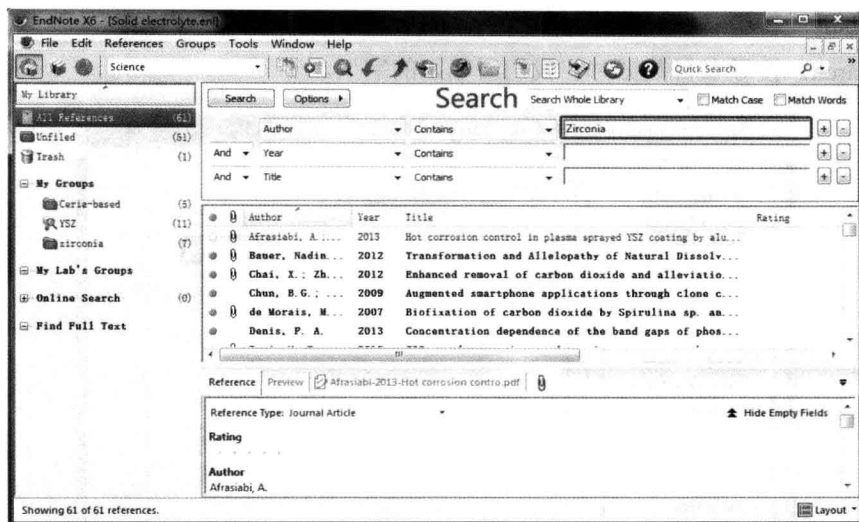 EndNote X6 - [Solid electrolyte.enl]
File Edit References Groups Tools Window Help
Science
Quick Search
My Library
All References (61)
Unfiled (51)
Trash (1)
My Groups
Ceria-based (5)
YSZ (11)
zirconia (7)
My Lab's Groups
Online Search (0)
Find Full Text
Search Options Search Search Whole Library Match Case Match Words
Author Contains Zirconia
And Year Contains
And Title Contains
Author Year Title Rating
Afrasiabi, A.;... 2013 Hot corrosion control in plasma sprayed YSZ coating by alu...
Bauer, Nadin... 2012 Transformation and Allelopathy of Natural Dissolv...
Chai, X.; Zh... 2012 Enhanced removal of carbon dioxide and alleviatio...
Chun, B.G.; ... 2009 Augmented smartphone applications through clone c...
de Morais, M... 2007 Biofixation of carbon dioxide by Spirulina sp. an...
Denis, P. A. 2013 Concentration dependence of the band gaps of phos...
Reference Preview Afrasiabi-2013-Hot corrosion contro.pdf
Reference Type: Journal Article Hide Empty Fields
Rating
Author
Afrasiabi, A.
Showing 61 of 61 references. Layout